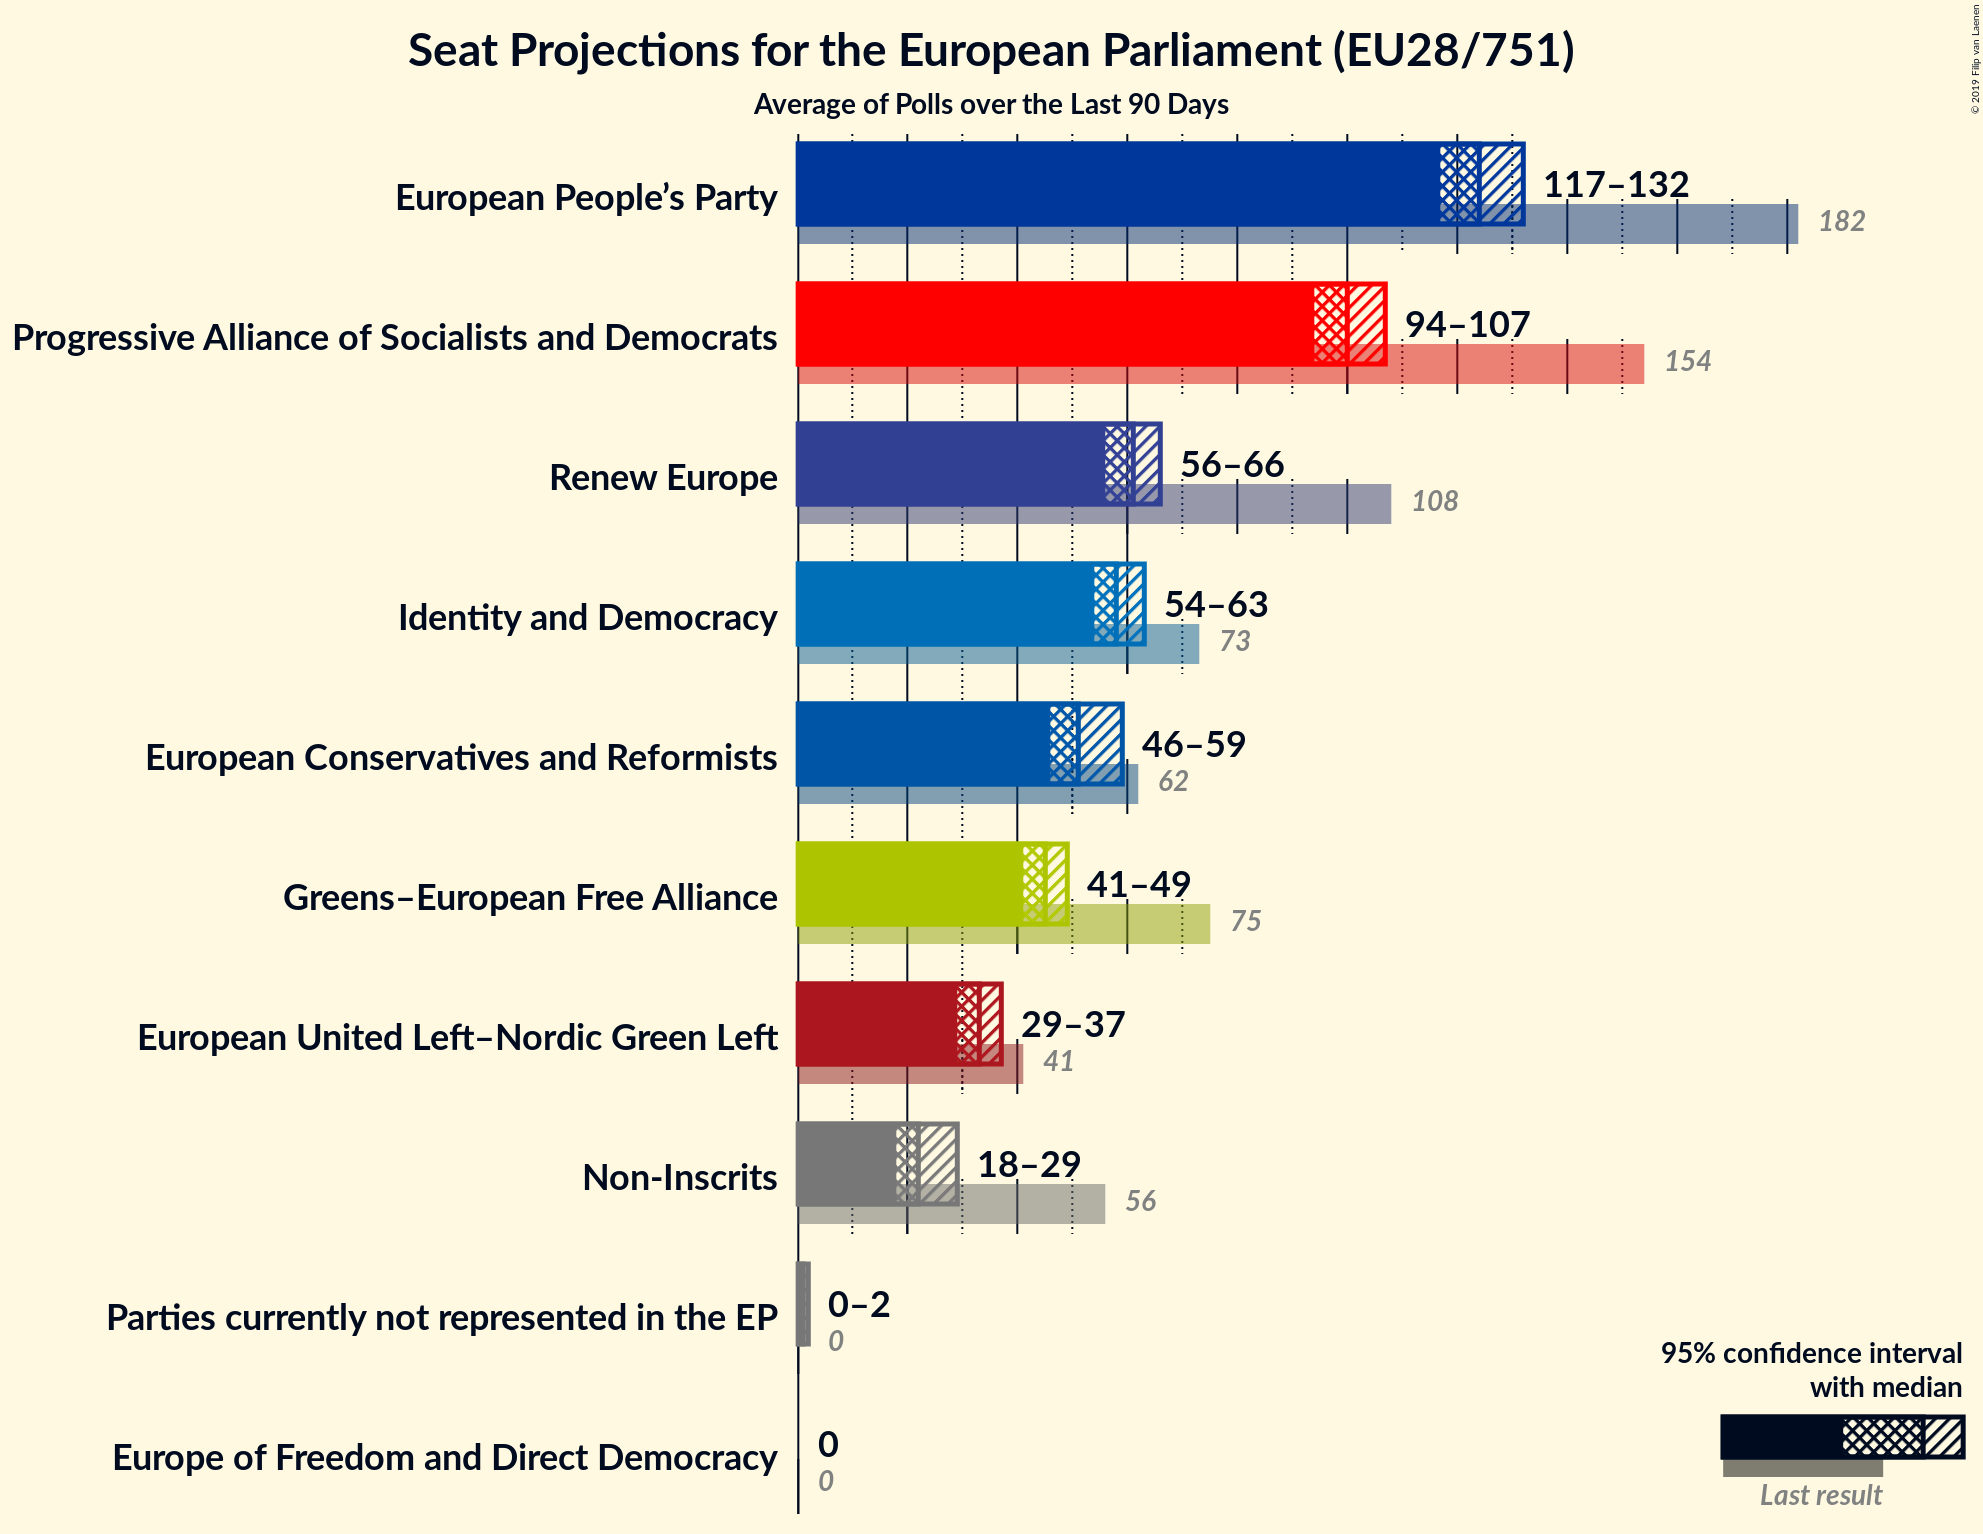 Seat Projections for the European Parliament (EU28/751)
Average of Polls over the Last 90 Days
© 2019 Filip van Laenen
European People’s Party
117–132
182
Progressive Alliance of Socialists and Democrats
94–107
154
Renew Europe
56–66
108
Identity and Democracy
54–63
73
European Conservatives and Reformists
46–59
62
Greens–European Free Alliance
41–49
75
European United Left–Nordic Green Left
29–37
41
Non-Inscrits
18–29
56
Parties currently not represented in the EP
0–2
0
Europe of Freedom and Direct Democracy
0
0
95% confidence interval
with median
Last result